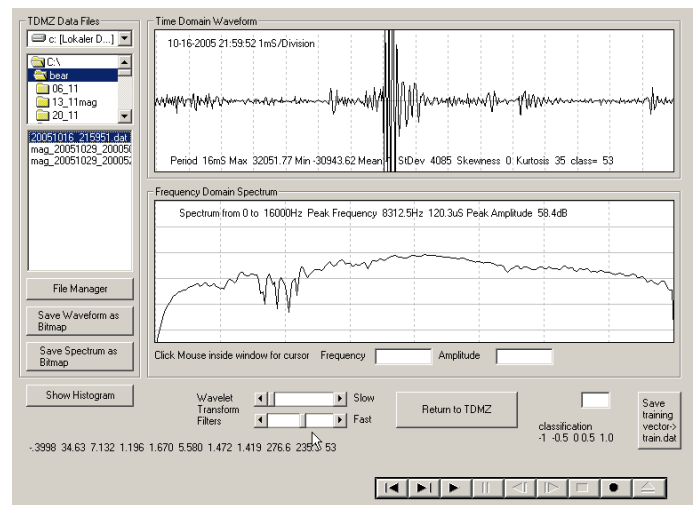 TDMZ Data Files
c: [Lokaler D...]
C:\
bear
06_11
13_11mag
20_11
20051016_215951.dat
mag_20051029_20005
mag_20051029_20005
File Manager
Save Waveform as
Bitmap
Save Spectrum as
Bitmap
Show Histogram
Time Domain Waveform
10-16-2005 21:59:52 1mS/Division
Period 16mS Max 32051.77 Min -30943.62 Mean StDev 4085 Skewness 0 Kurtosis 35 class= 53
Frequency Domain Spectrum
Spectrum from 0 to 16000Hz Peak Frequency 8312.5Hz 120.3uS Peak Amplitude 58.4dB
Click Mouse inside window for cursor Frequency Amplitude
Wavelet
Transform
Filters
Slow
Fast
Return to TDMZ
classification
-1 -0.5 0 0.5 1.0
Save
training
vector->
train.dat
-.3998 34.63 7.132 1.196 1.670 5.580 1.472 1.419 276.6 53